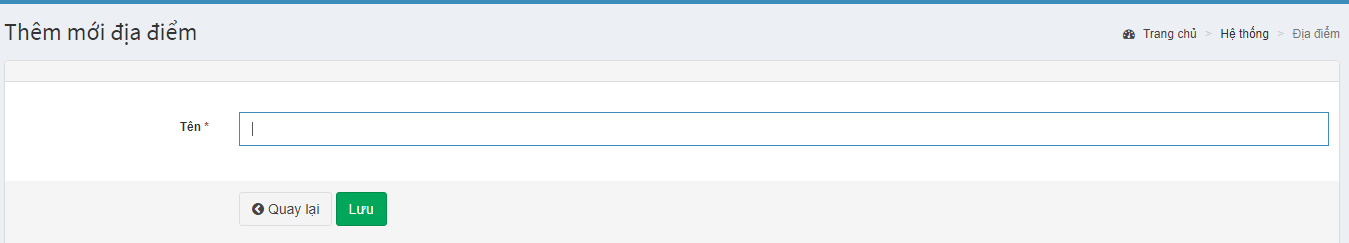 Thêm mới địa điểm
Trang chủ > Hệ thống > Địa điểm
Tên *
Quay lại
Lưu